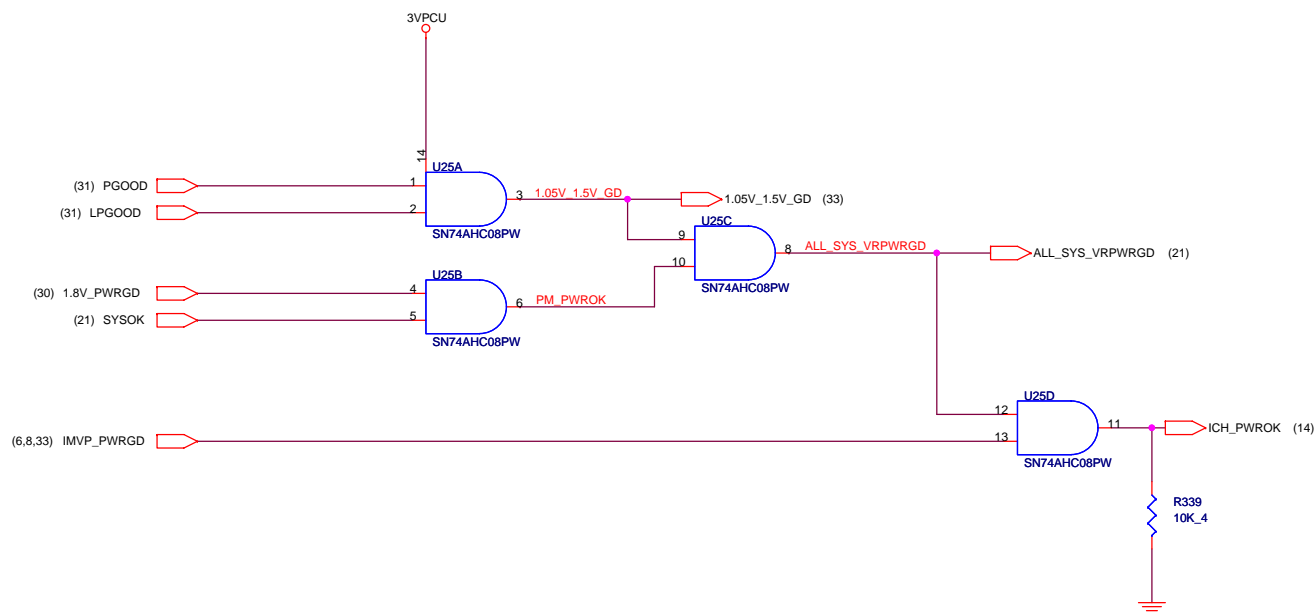 3VPCU
14
U25A
(31) PGOOD
1
3
1.05V_1.5V_GD
1.05V_1.5V_GD (33)
(31) LPGOOD
2
SN74AHC08PW
U25C
9
8
ALL_SYS_VRPWRGD
ALL_SYS_VRPWRGD (21)
10
SN74AHC08PW
U25B
(30) 1.8V_PWRGD
4
6
PM_PWROK
(21) SYSOK
5
SN74AHC08PW
U25D
12
11
ICH_PWROK (14)
(6,8,33) IMVP_PWRGD
13
SN74AHC08PW
R339
10K_4